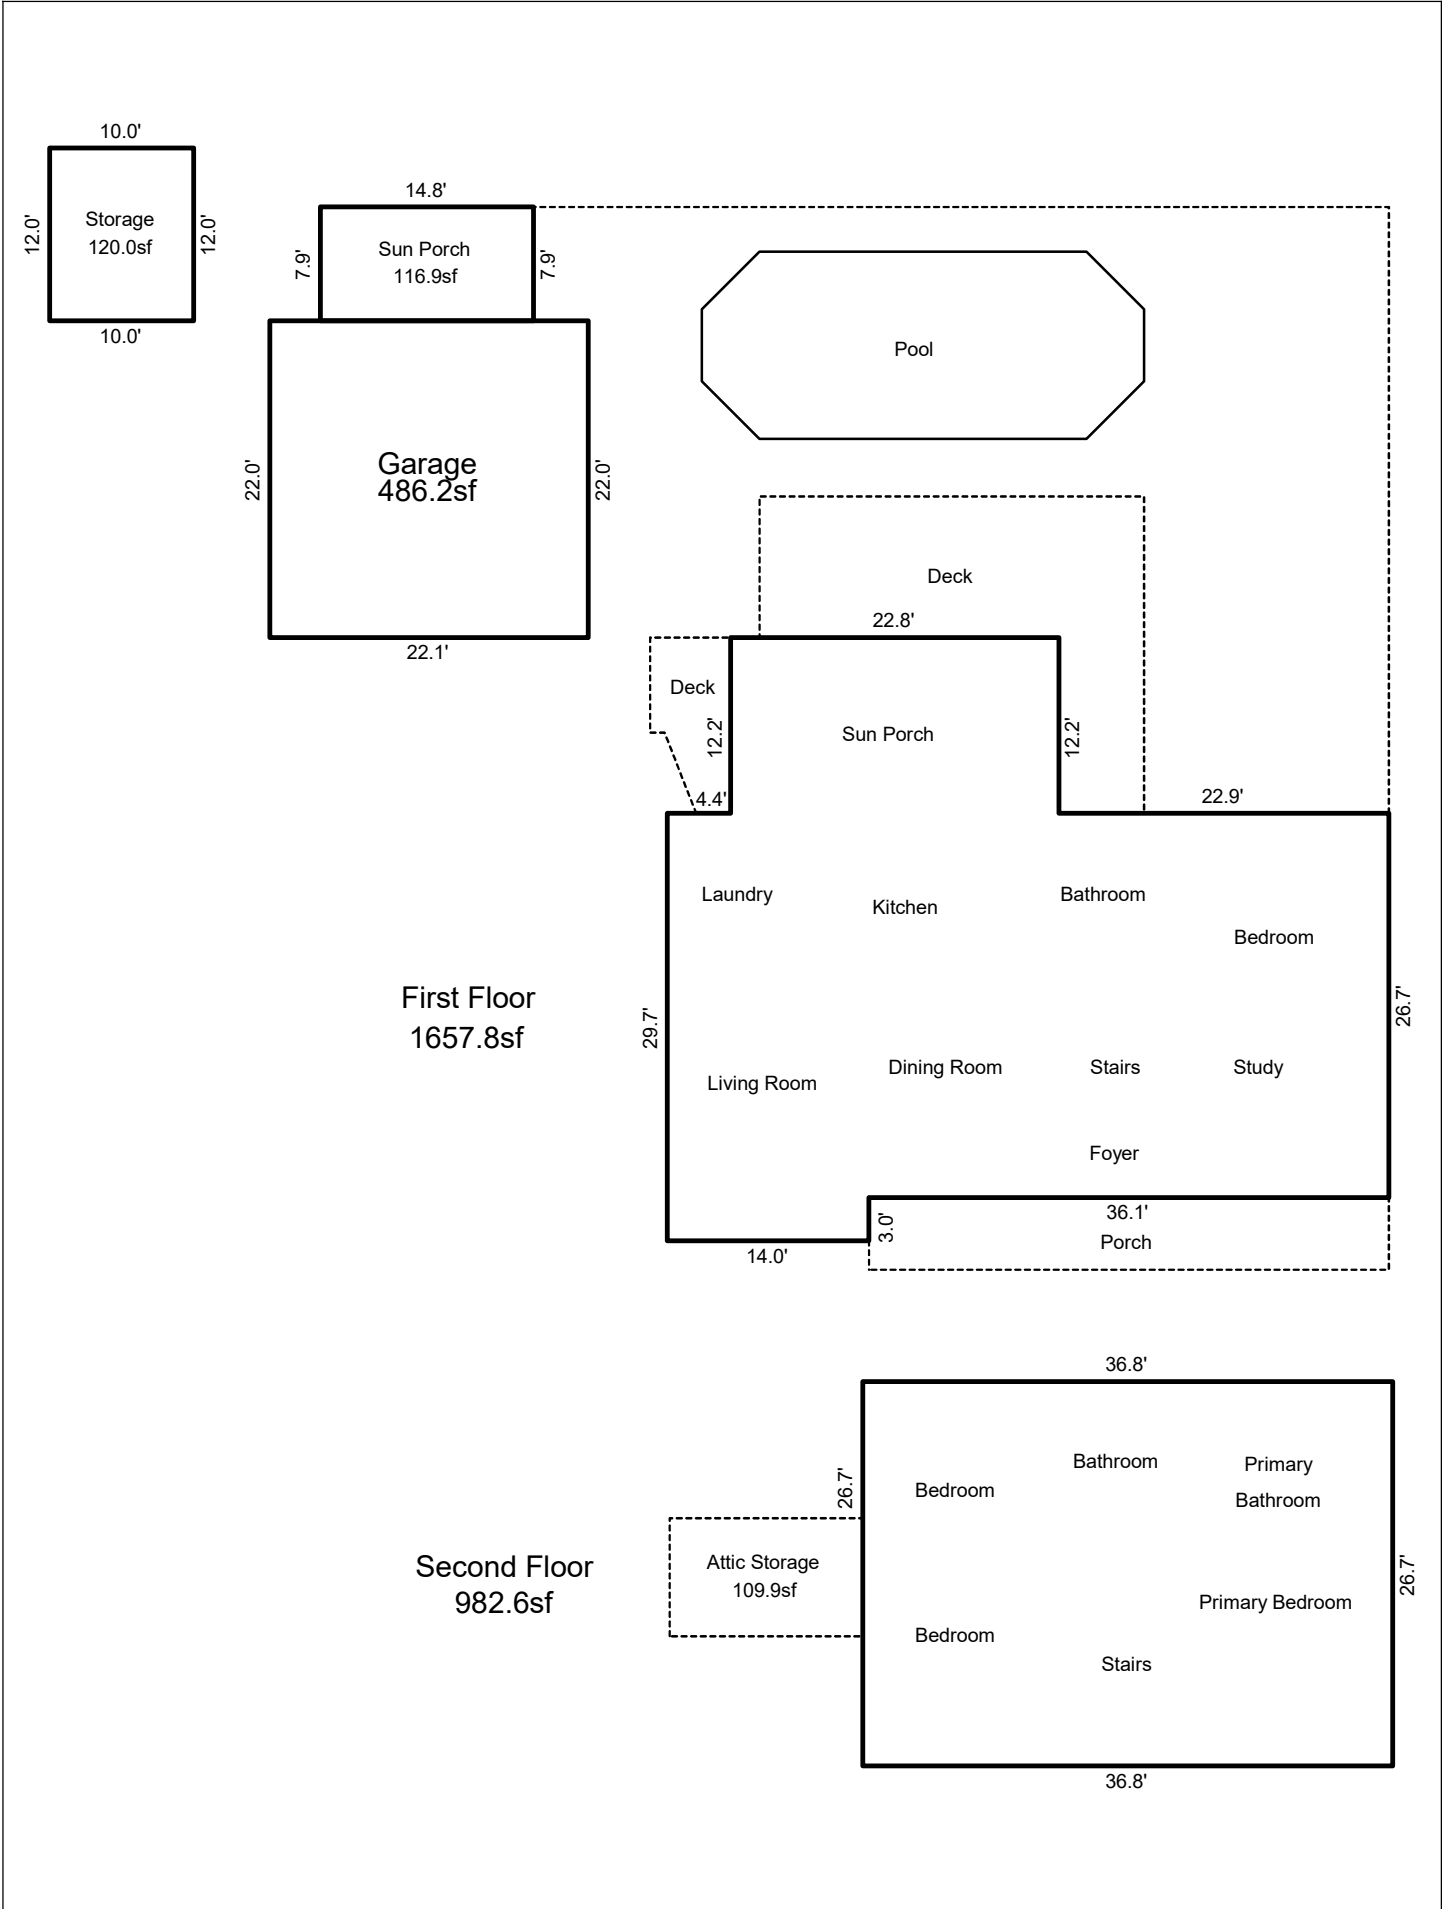 10.0'
12.0'
Storage
120.0sf
12.0'
10.0'
14.8'
7.9'
Sun Porch
116.9sf
7.9'
Pool
22.0'
Garage
486.2sf
22.0'
22.1'
Deck
22.8'
Deck
12.2'
Sun Porch
12.2'
4.4'
22.9'
Laundry
Kitchen
Bathroom
Bedroom
First Floor
1657.8sf
29.7'
26.7'
Living Room
Dining Room
Stairs
Study
Foyer
3.0'
36.1'
Porch
14.0'
36.8'
26.7'
Bedroom
Bathroom
Primary
Bathroom
Second Floor
982.6sf
Attic Storage
109.9sf
26.7'
Primary Bedroom
Bedroom
Stairs
36.8'